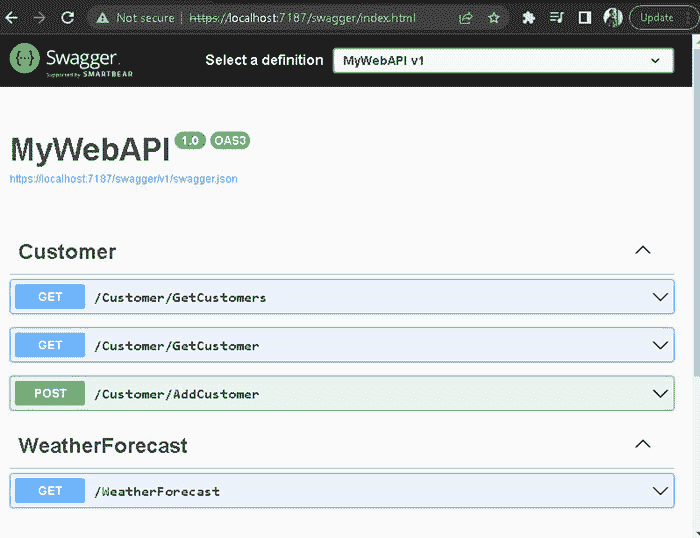 Not secure | https://localhost:7187/swagger/index.html
Update
Swagger.
Supported by SMARTBEAR
Select a definition
MyWebAPI v1
MyWebAPI 1.0 OAS3
https://localhost:7187/swagger/v1/swagger.json
Customer
GET /Customer/GetCustomers
GET /Customer/GetCustomer
POST /Customer/AddCustomer
WeatherForecast
GET /WeatherForecast